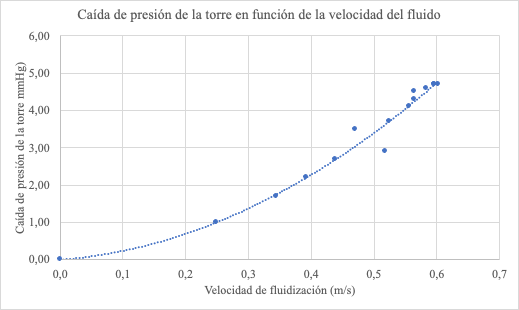 Caída de presión de la torre en función de la velocidad del fluido
6,00
5,00
4,00
3,00
2,00
1,00
0,00
Caída de presión de la torre mmHg)
0,0 0,1 0,2 0,3 0,4 0,5 0,6 0,7
Velocidad de fluidización (m/s)